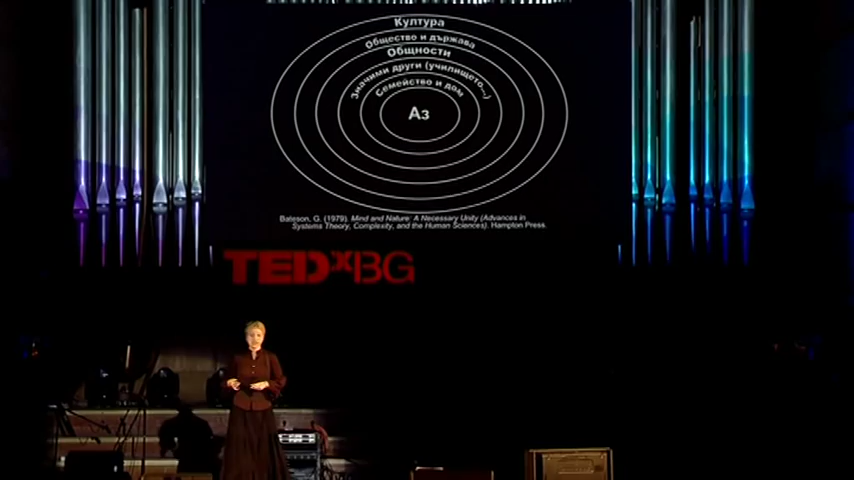 Култура
Общество и държава
Общности
Значими други (училището...)
Семейство и дом
Аз
Bateson, G. (1979). Mind and Nature: A Necessary Unity (Advances in
Systems Theory, Complexity, and the Human Sciences). Hampton Press.
TEDxBG